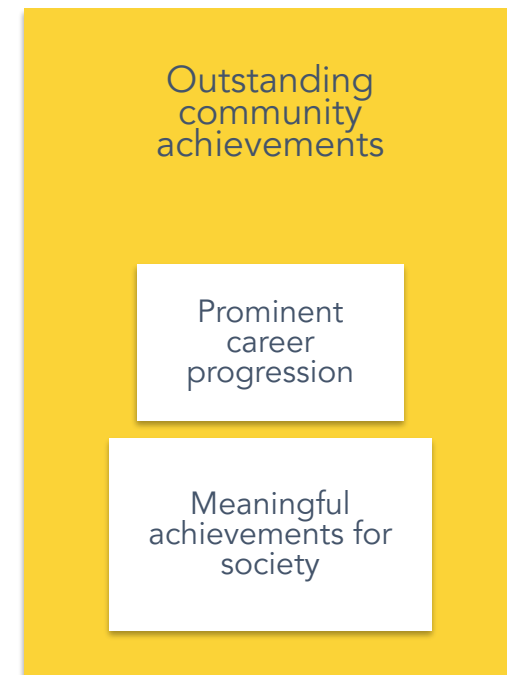 Outstanding
community
achievements
Prominent
career
progression
Meaningful
achievements for
society